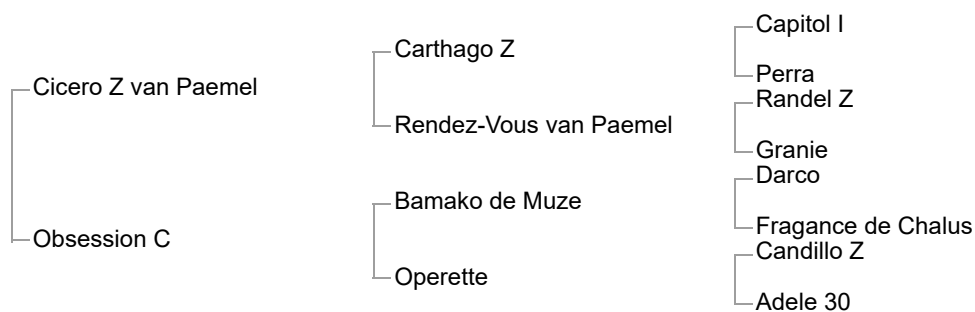 Capitol I
Carthago Z
Perra
Cicero Z van Paemel
Randel Z
Rendez-Vous van Paemel
Granie
Darco
Bamako de Muze
Fragance de Chalus
Obsession C
Candillo Z
Operette
Adele 30